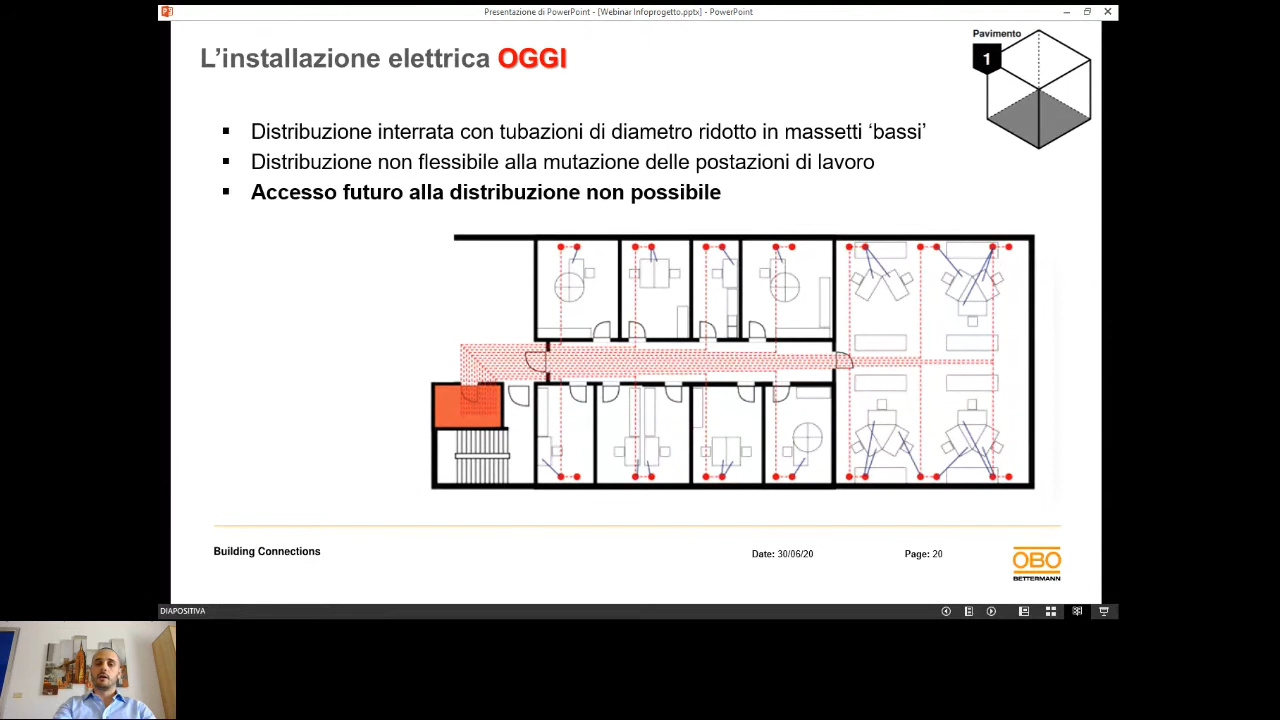 Presentazione di PowerPoint - [Webinar Infoprogetto.pptx] - PowerPoint
L’installazione elettrica OGGI
Pavimento
1
▪ Distribuzione interrata con tubazioni di diametro ridotto in massetti ‘bassi’
▪ Distribuzione non flessibile alla mutazione delle postazioni di lavoro
▪ Accesso futuro alla distribuzione non possibile
Building Connections
Date: 30/06/20
Page: 20
OBO
BETTERMANN
DIAPOSITIVA